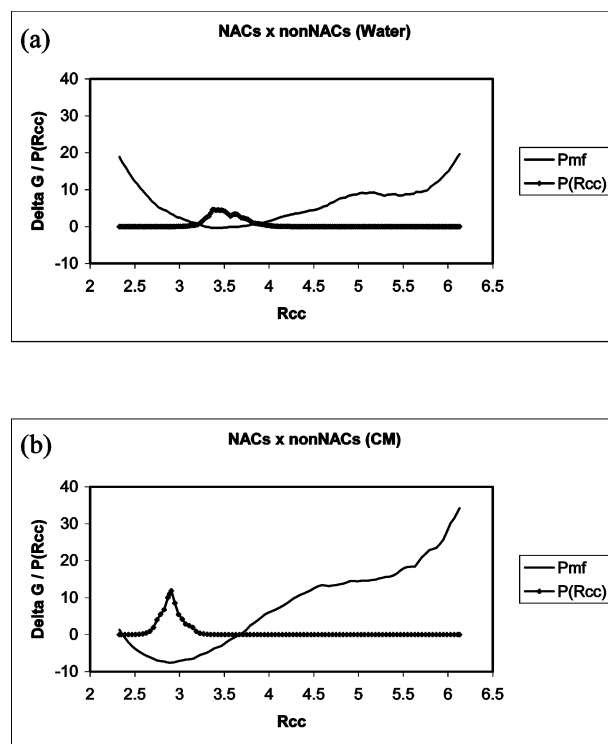 (a)
NACs x nonNACs (Water)
40
30
20
10
0
-10
Delta G / P(Rcc)
2 2.5 3 3.5 4 4.5 5 5.5 6 6.5
Rcc
Pmf
P(Rcc)
(b)
NACs x nonNACs (CM)
40
30
20
10
0
-10
Delta G / P(Rcc)
2 2.5 3 3.5 4 4.5 5 5.5 6 6.5
Rcc
Pmf
P(Rcc)